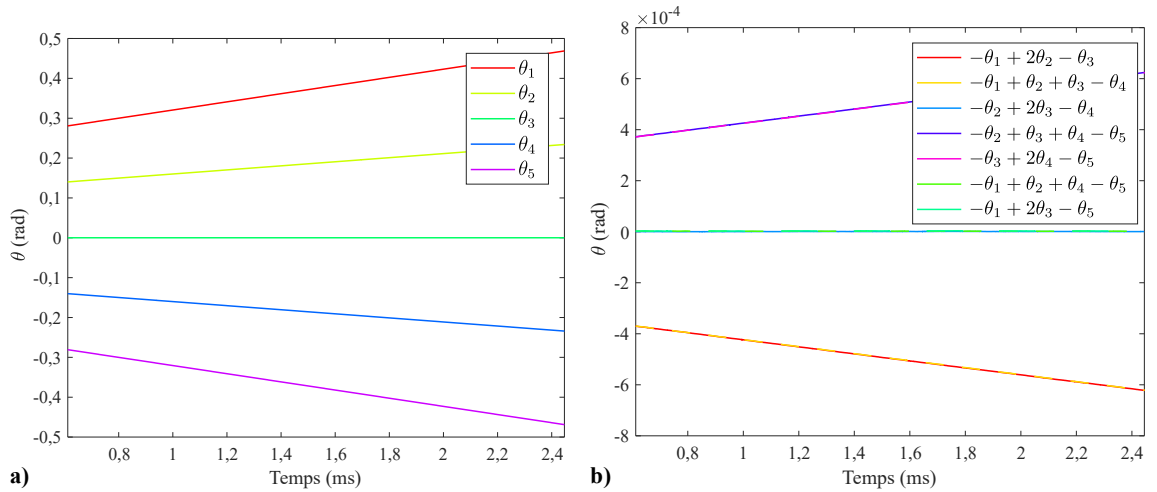 0,5
0,4
0,3
0,2
0,1
0
-0,1
-0,2
-0,3
-0,4
-0,5
θ (rad)
0,8 1 1,2 1,4 1,6 1,8 2 2,2 2,4
Temps (ms)
θ₁
θ₂
θ₃
θ₄
θ₅
a)
×10⁻⁴
8
6
4
2
0
-2
-4
-6
-8
θ (rad)
0,8 1 1,2 1,4 1,6 1,8 2 2,2 2,4
Temps (ms)
−θ₁ + 2θ₂ − θ₃
−θ₁ + θ₂ + θ₃ − θ₄
−θ₂ + 2θ₃ − θ₄
−θ₂ + θ₃ + θ₄ − θ₅
−θ₃ + 2θ₄ − θ₅
−θ₁ + θ₂ + θ₄ − θ₅
−θ₁ + 2θ₃ − θ₅
b)